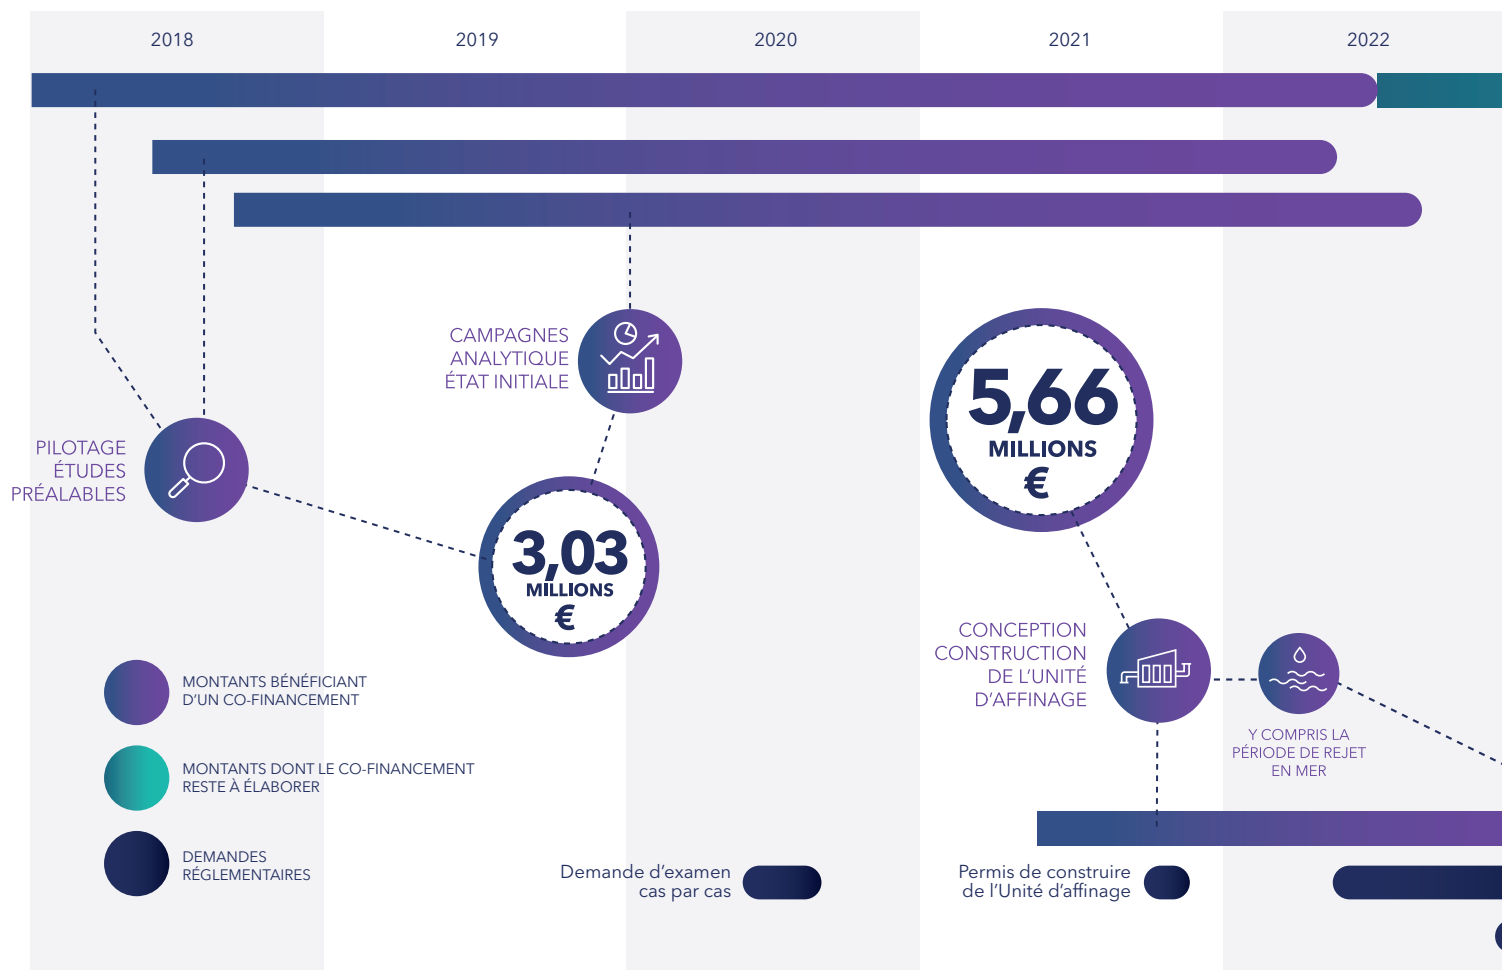 2018
2019
2020
2021
2022
CAMPAGNES
ANALYTIQUE
ÉTAT INITIALE
PILOTAGE
ÉTUDES
PRÉALABLES
3,03
MILLIONS
€
5,66
MILLIONS
€
CONCEPTION
CONSTRUCTION
DE L'UNITÉ
D'AFFINAGE
Y COMPRIS LA
PÉRIODE DE REJET
EN MER
MONTANTS BÉNÉFICIANT
D'UN CO-FINANCEMENT
MONTANTS DONT LE CO-FINANCEMENT
RESTE À ÉLABORER
DEMANDES
RÉGLEMENTAIRES
Demande d'examen
cas par cas
Permis de construire
de l'Unité d'affinage